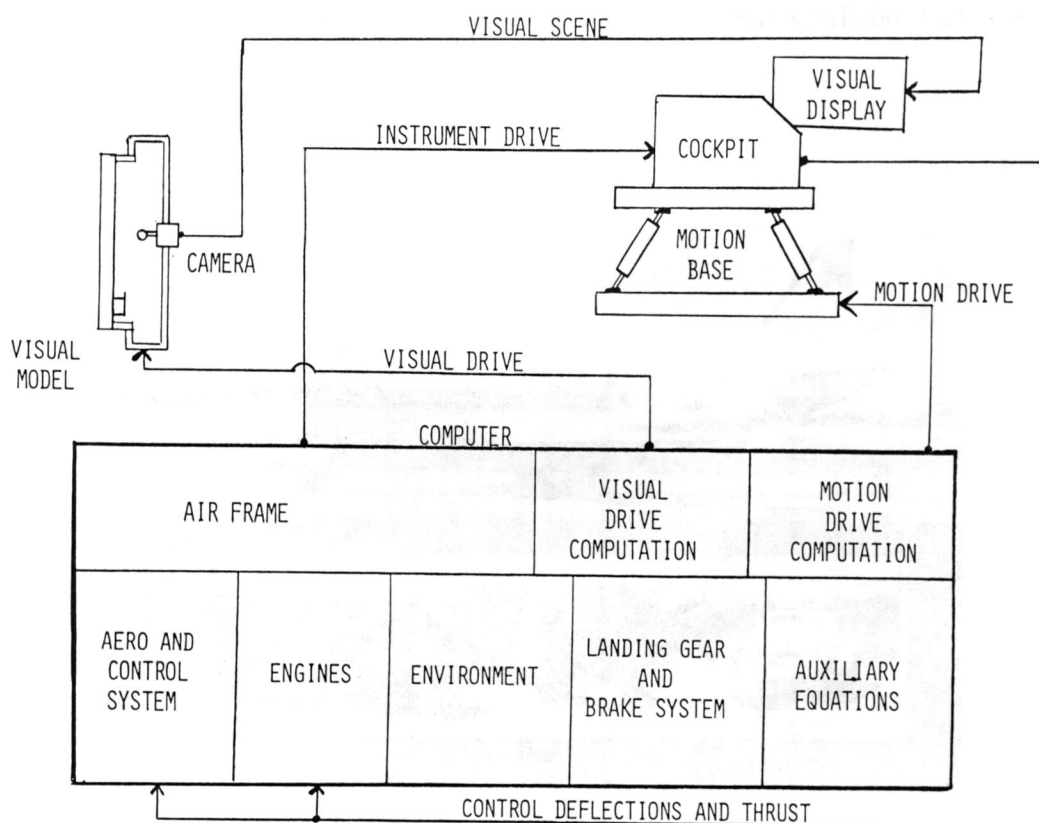 VISUAL SCENE
VISUAL
DISPLAY
INSTRUMENT DRIVE
COCKPIT
CAMERA
MOTION
BASE
MOTION DRIVE
VISUAL
MODEL
VISUAL DRIVE
COMPUTER
AIR FRAME
VISUAL
DRIVE
COMPUTATION
MOTION
DRIVE
COMPUTATION
AERO AND
CONTROL
SYSTEM
ENGINES
ENVIRONMENT
LANDING GEAR
AND
BRAKE SYSTEM
AUXILIARY
EQUATIONS
CONTROL DEFLECTIONS AND THRUST